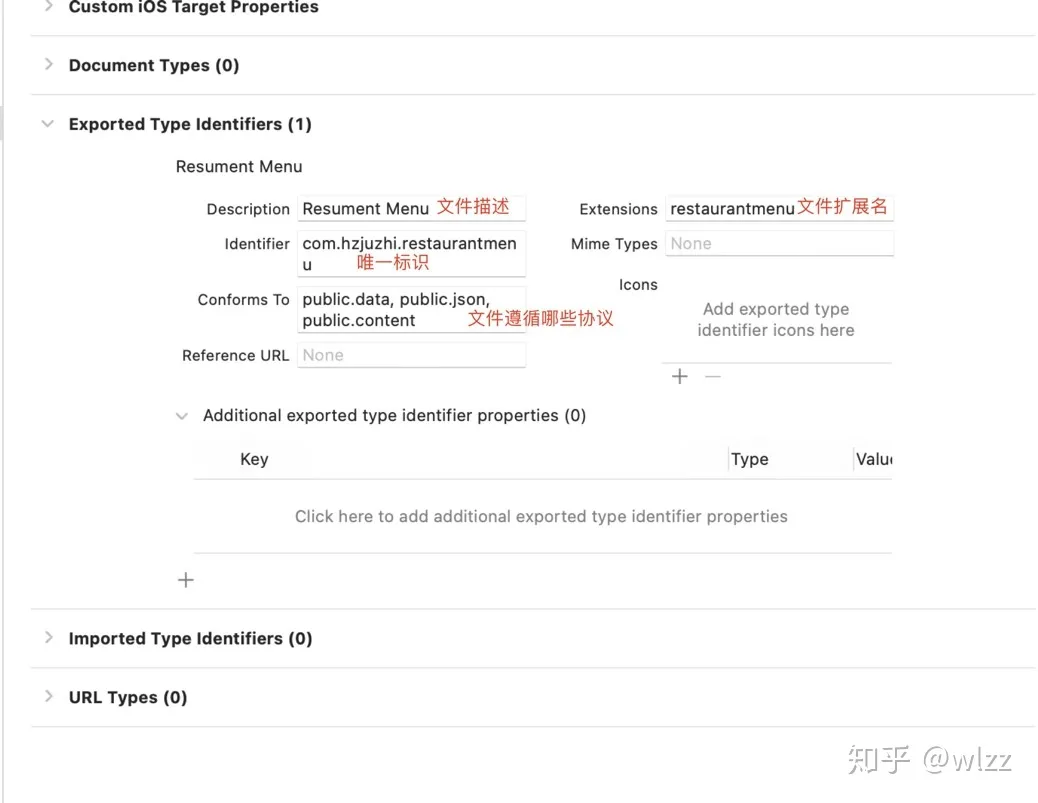 Custom iOS Target Properties
Document Types (0)
Exported Type Identifiers (1)
Resument Menu
Description Resument Menu 文件描述
Extensions restaurantmenu 文件扩展名
Identifier com.hzjuzhi.restaurantmen
u 唯一标识
Mime Types None
Icons
Add exported type
identifier icons here
Conforms To public.data, public.json,
public.content 文件遵循哪些协议
Reference URL None
Additional exported type identifier properties (0)
Key Type Value
Click here to add additional exported type identifier properties
Imported Type Identifiers (0)
URL Types (0)
知乎 @wlzz